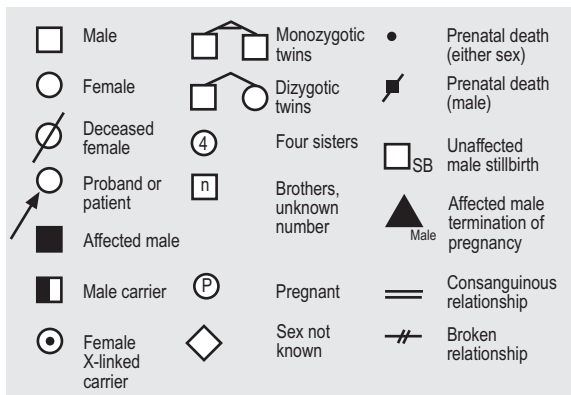 Male
Female
Deceased
female
Proband or
patient
Affected male
Male carrier
Female
X-linked
carrier
Monozygotic
twins
Dizygotic
twins
4
Four sisters
n
Brothers,
unknown
number
P
Pregnant
Sex not
known
Prenatal death
(either sex)
Prenatal death
(male)
SB
Unaffected
male stillbirth
Male
Affected male
termination of
pregnancy
Consanguinous
relationship
Broken
relationship